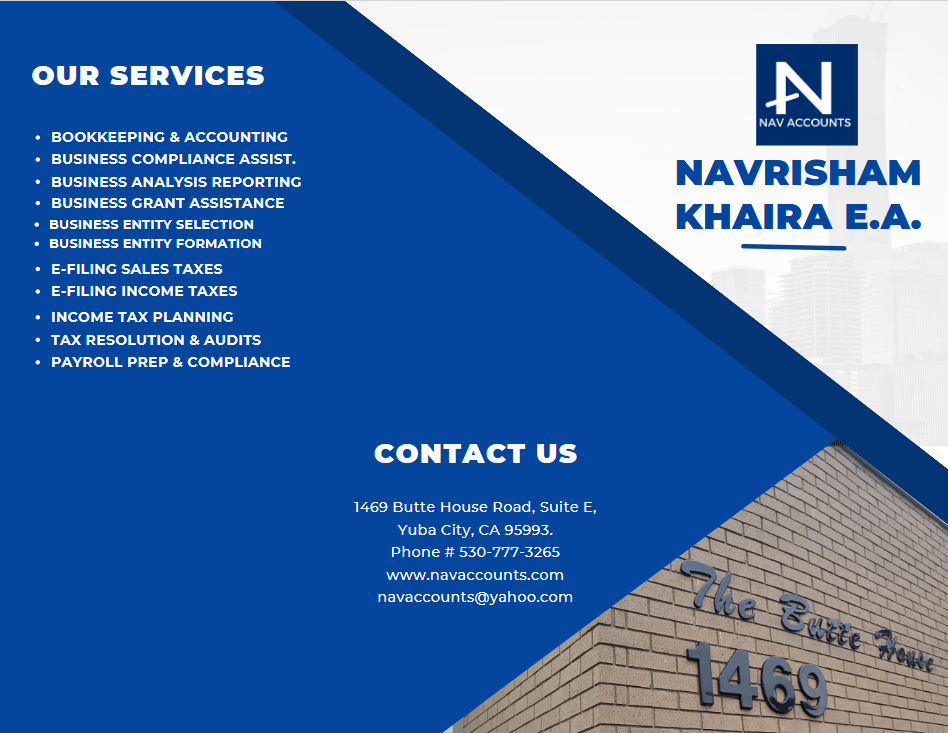 OUR SERVICES
• BOOKKEEPING & ACCOUNTING
• BUSINESS COMPLIANCE ASSIST.
• BUSINESS ANALYSIS REPORTING
• BUSINESS GRANT ASSISTANCE
• BUSINESS ENTITY SELECTION
• BUSINESS ENTITY FORMATION
• E-FILING SALES TAXES
• E-FILING INCOME TAXES
• INCOME TAX PLANNING
• TAX RESOLUTION & AUDITS
• PAYROLL PREP & COMPLIANCE
CONTACT US
1469 Butte House Road, Suite E,
Yuba City, CA 95993.
Phone # 530-777-3265
www.navaccounts.com
navaccounts@yahoo.com
N
NAV ACCOUNTS
NAVRISHAM
KHAIRA E.A.
The Butte House
1469